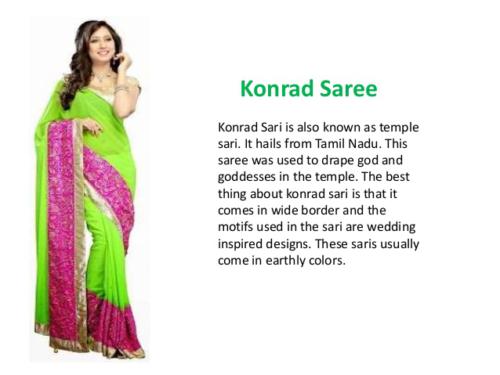 Konrad Saree
Konrad Sari is also known as temple
sari. It hails from Tamil Nadu. This
saree was used to drape god and
goddesses in the temple. The best
thing about konrad sari is that it
comes in wide border and the
motifs used in the sari are wedding
inspired designs. These saris usually
come in earthly colors.